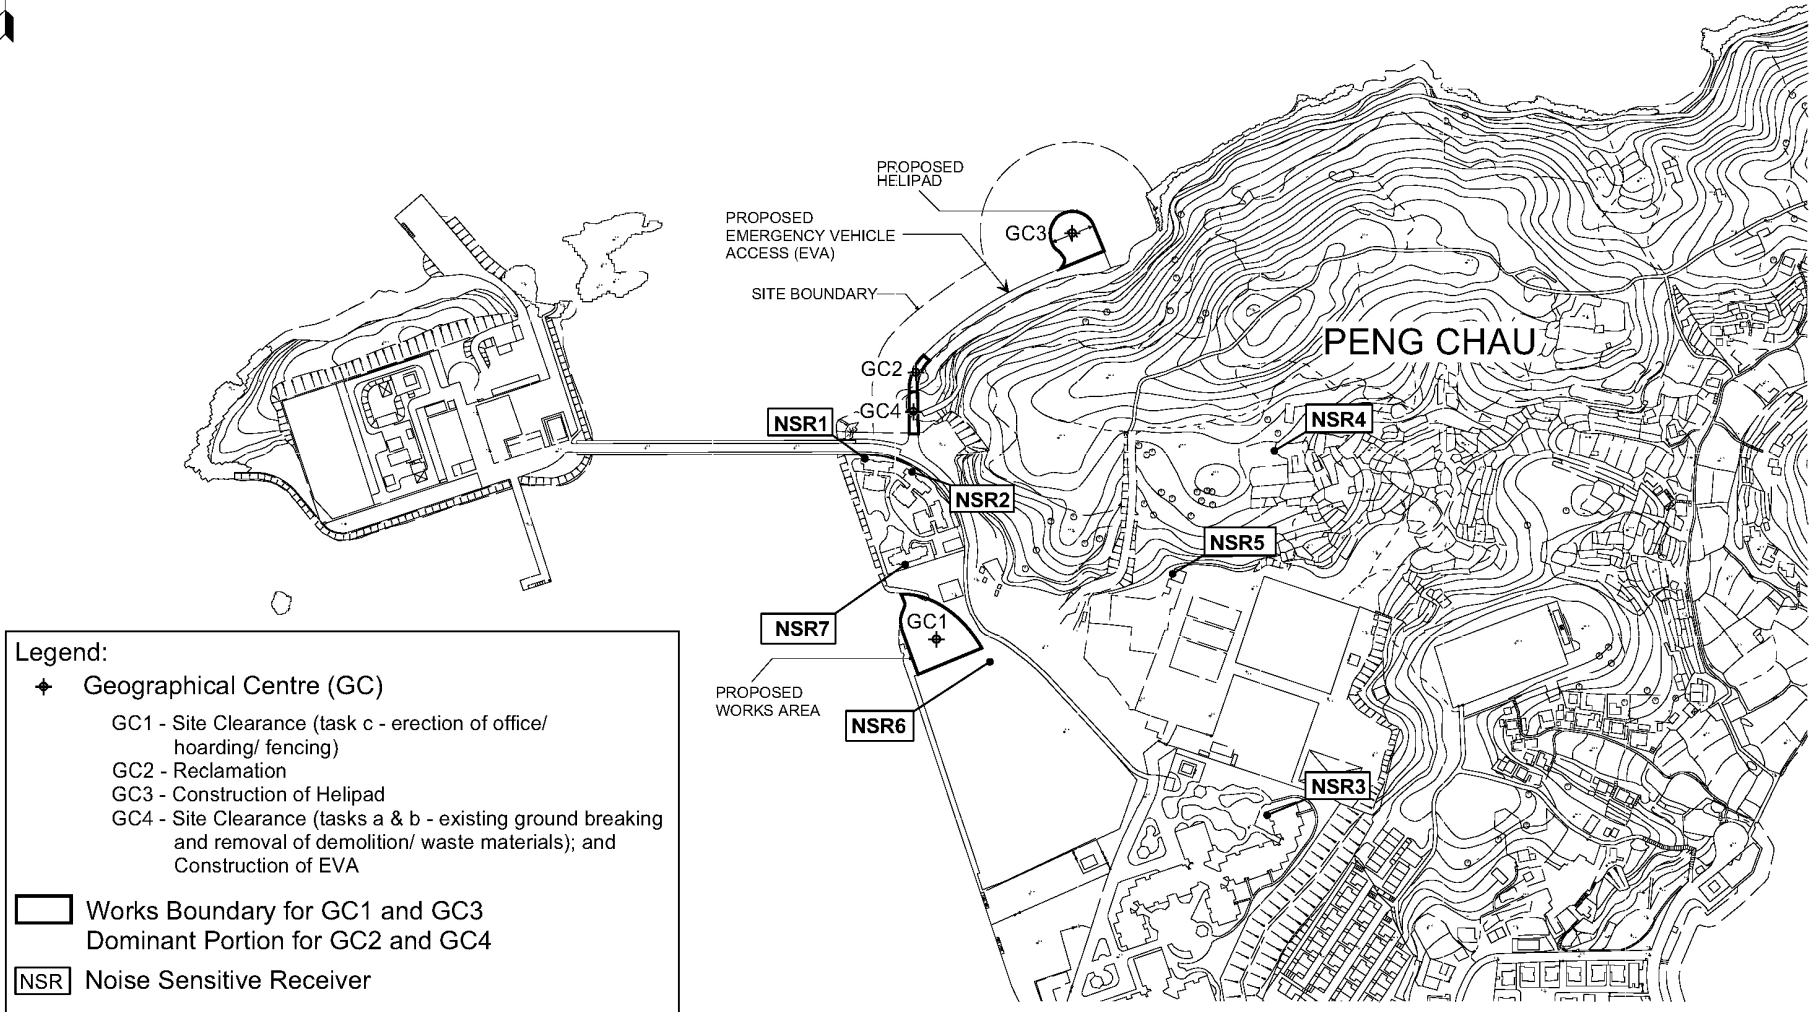 PROPOSED
HELIPAD
PROPOSED
EMERGENCY VEHICLE
ACCESS (EVA)
SITE BOUNDARY
GC3
GC2
GC4
PENG CHAU
NSR1
NSR4
NSR2
NSR5
NSR7
GC1
PROPOSED
WORKS AREA
NSR6
NSR3
Legend:
Geographical Centre (GC)
GC1 - Site Clearance (task c - erection of office/
hoarding/ fencing)
GC2 - Reclamation
GC3 - Construction of Helipad
GC4 - Site Clearance (tasks a & b - existing ground breaking
and removal of demolition/ waste materials); and
Construction of EVA
Works Boundary for GC1 and GC3
Dominant Portion for GC2 and GC4
NSR Noise Sensitive Receiver